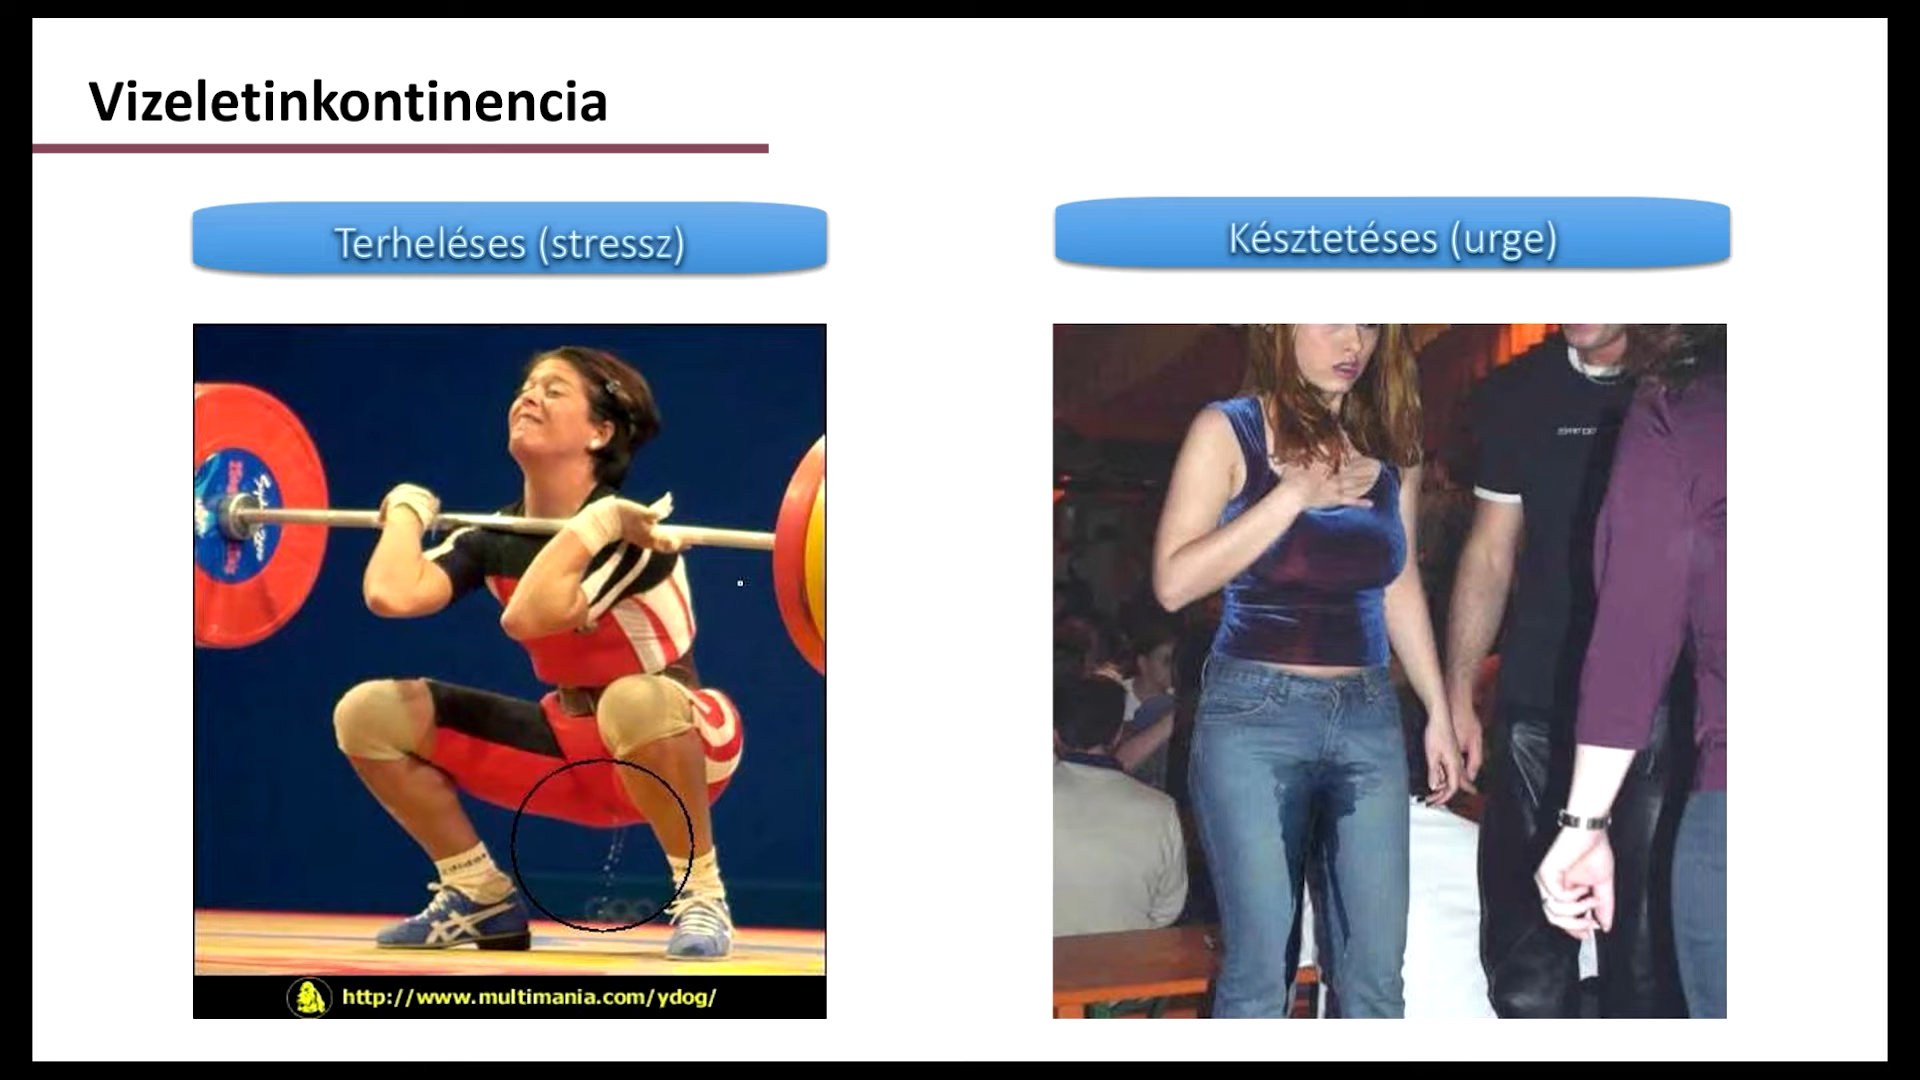 Vizeletinkontinencia
Terheléses (stressz)
Késztetéses (urge)
http://www.multimania.com/ydog/